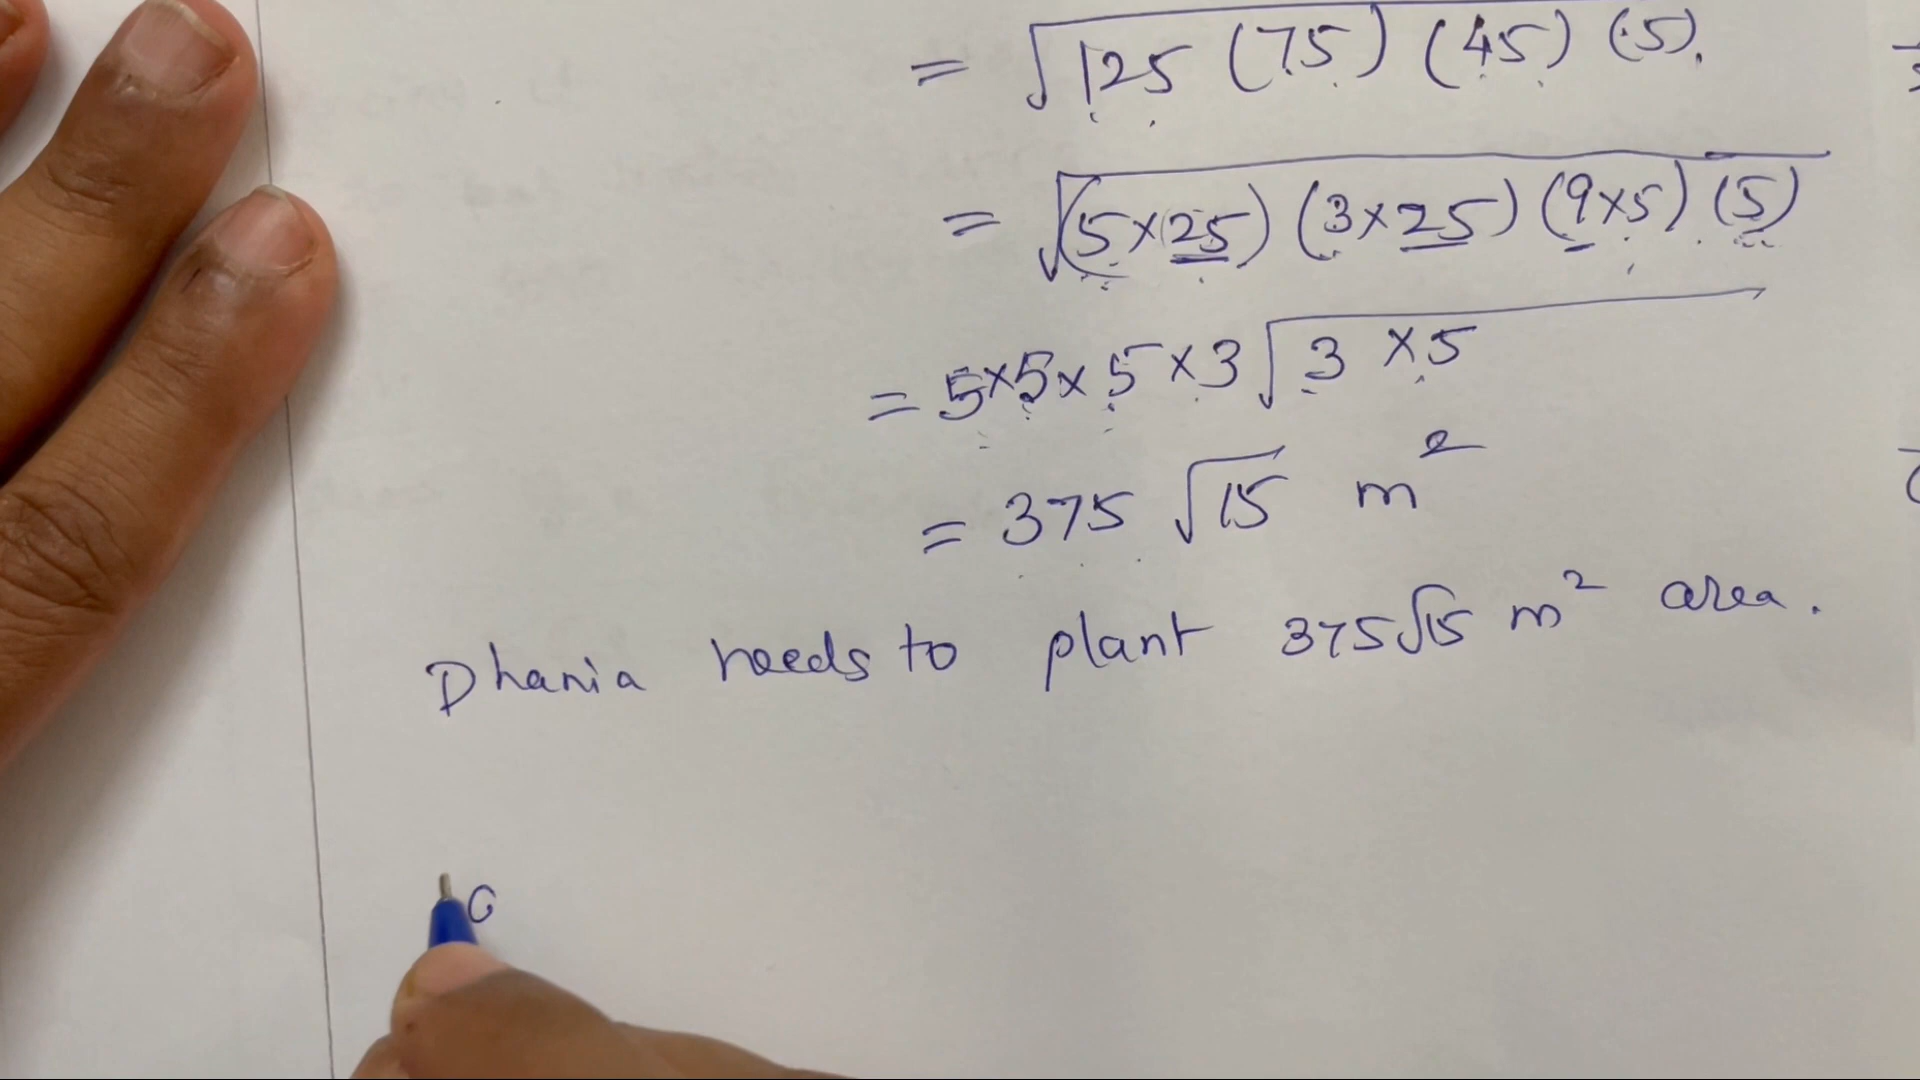 = √125 (75) (45) (5).
= √(5×25) (3×25) (9×5) (5)
= 5×5×5×3√3 ×5
= 375 √15 m²
Dhania needs to plant 375√15 m² area.